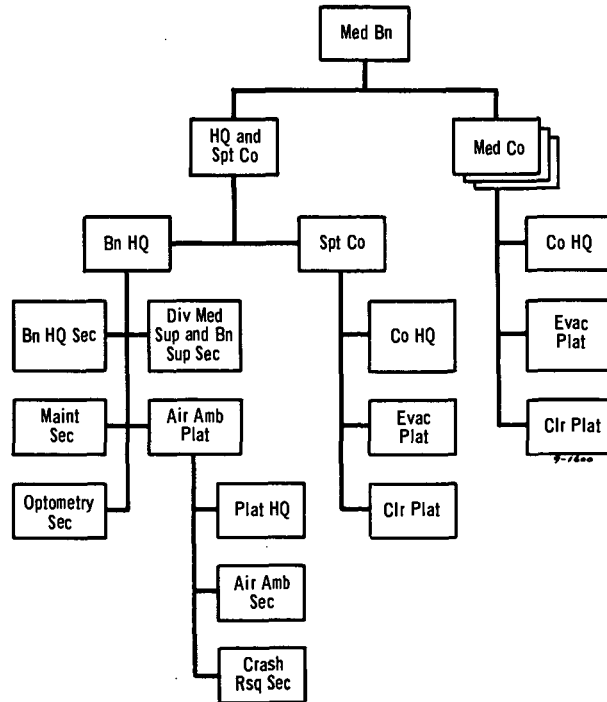 Med Bn
HQ and
Spt Co
Med Co
Bn HQ
Spt Co
Co HQ
Bn HQ Sec
Div Med
Sup and Bn
Sup Sec
Co HQ
Evac
Plat
Maint
Sec
Air Amb
Plat
Evac
Plat
Clr Plat
9-1600
Optometry
Sec
Plat HQ
Clr Plat
Air Amb
Sec
Crash
Rsq Sec